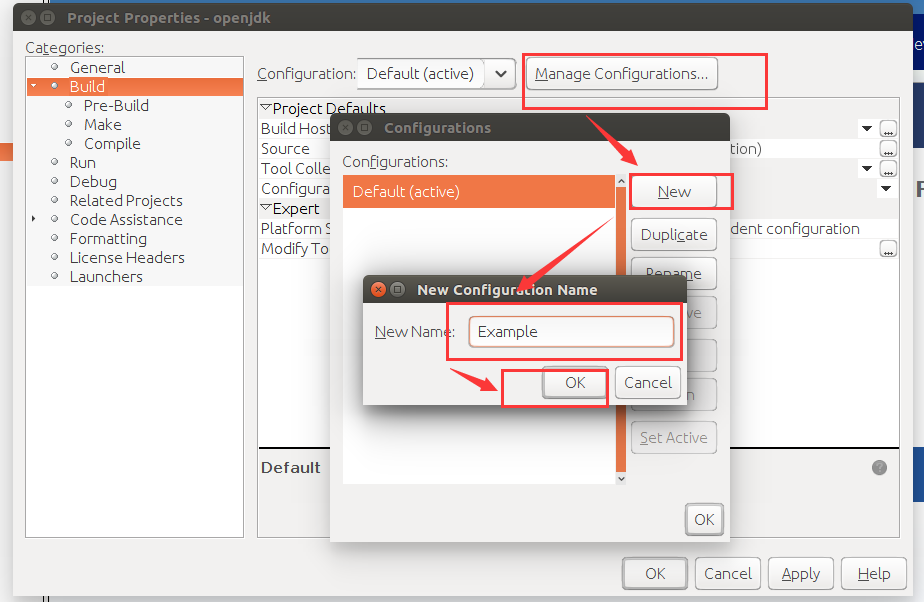 Project Properties - openjdk
Categories:
General
Build
Pre-Build
Make
Compile
Run
Debug
Related Projects
Code Assistance
Formatting
License Headers
Launchers
Configuration: Default (active) Manage Configurations...
Project Defaults
Build Host
Source tion)
Tool Colle
Configura
Expert
Platform S dent configuration
Modify To
Default
Configurations
Configurations:
Default (active)
New
Duplicate
Rename
ve
n
Set Active
OK
New Configuration Name
New Name: Example
OK Cancel
OK Cancel Apply Help